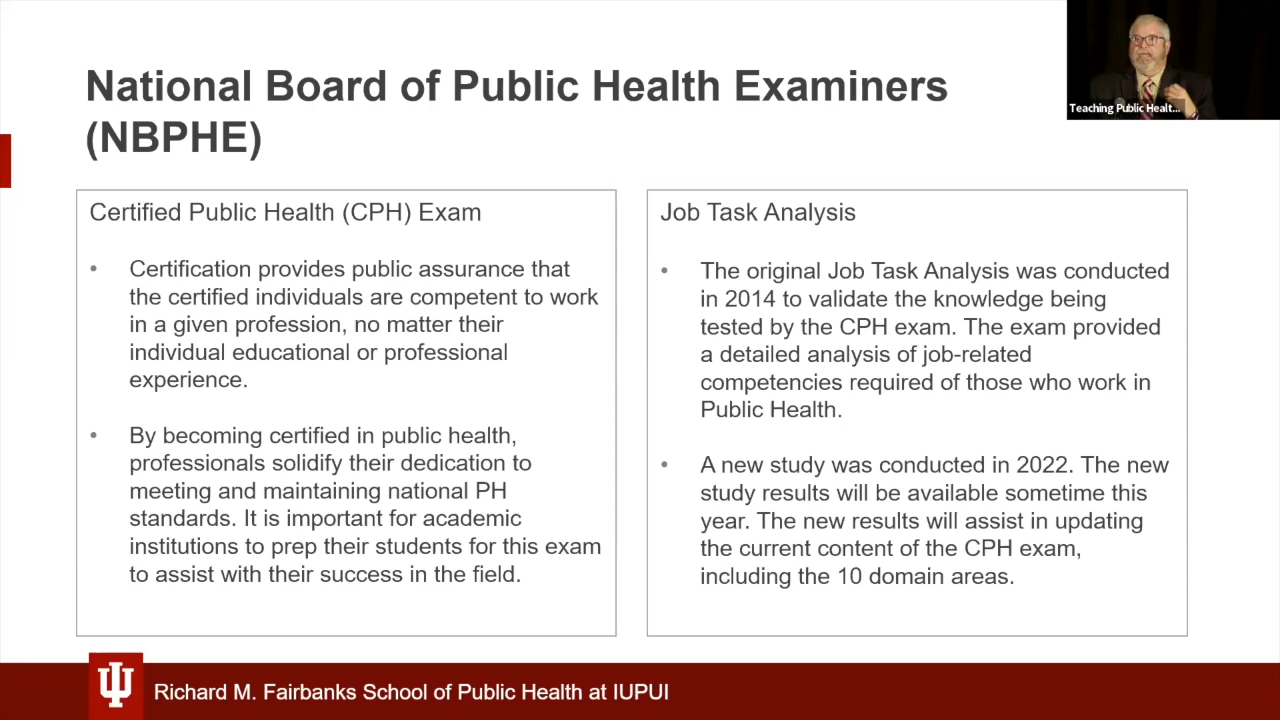 National Board of Public Health Examiners
(NBPHE)
Teaching Public Healt...
Certified Public Health (CPH) Exam
• Certification provides public assurance that
the certified individuals are competent to work
in a given profession, no matter their
individual educational or professional
experience.
• By becoming certified in public health,
professionals solidify their dedication to
meeting and maintaining national PH
standards. It is important for academic
institutions to prep their students for this exam
to assist with their success in the field.
Job Task Analysis
• The original Job Task Analysis was conducted
in 2014 to validate the knowledge being
tested by the CPH exam. The exam provided
a detailed analysis of job-related
competencies required of those who work in
Public Health.
• A new study was conducted in 2022. The new
study results will be available sometime this
year. The new results will assist in updating
the current content of the CPH exam,
including the 10 domain areas.
Richard M. Fairbanks School of Public Health at IUPUI